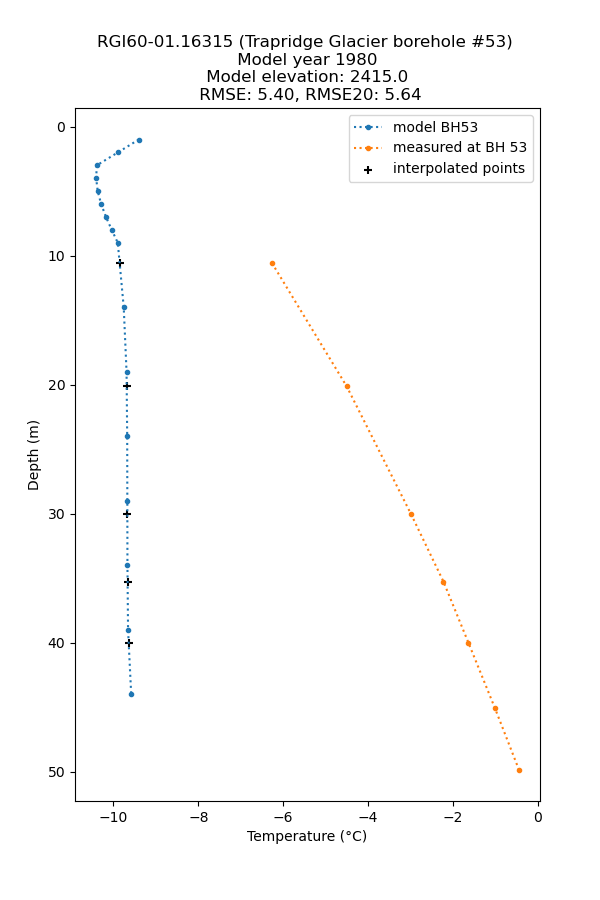 RGI60-01.16315 (Trapridge Glacier borehole #53)
Model year 1980
Model elevation: 2415.0
RMSE: 5.40, RMSE20: 5.64
model BH53
measured at BH 53
interpolated points
0
10
20
30
40
50
Depth (m)
−10
−8
−6
−4
−2
0
Temperature (°C)